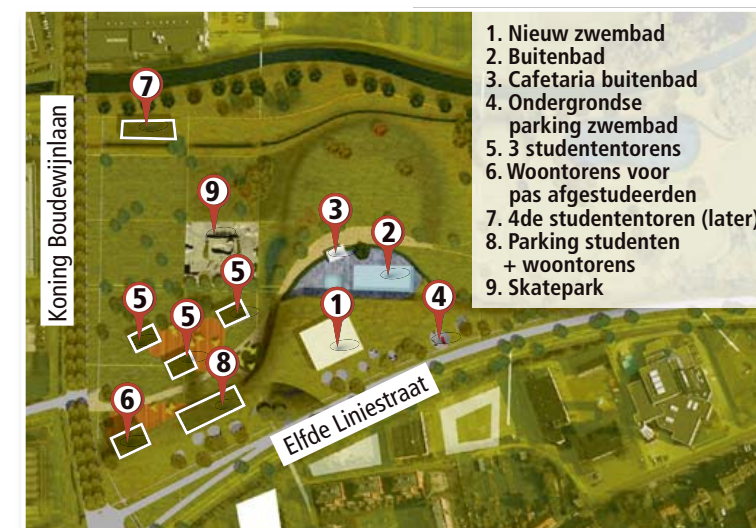 1. Nieuw zwembad
2. Buitenbad
3. Cafetaria buitenbad
4. Ondergrondse
parking zwembad
5. 3 studententorens
6. Woontorens voor
pas afgestudeerden
7. 4de studententoren (later)
8. Parking studenten
+ woontorens
9. Skatepark
Koning Boudewijnlaan
7
9
3
2
5
5
5
1
4
8
6
Elfde Liniestraat